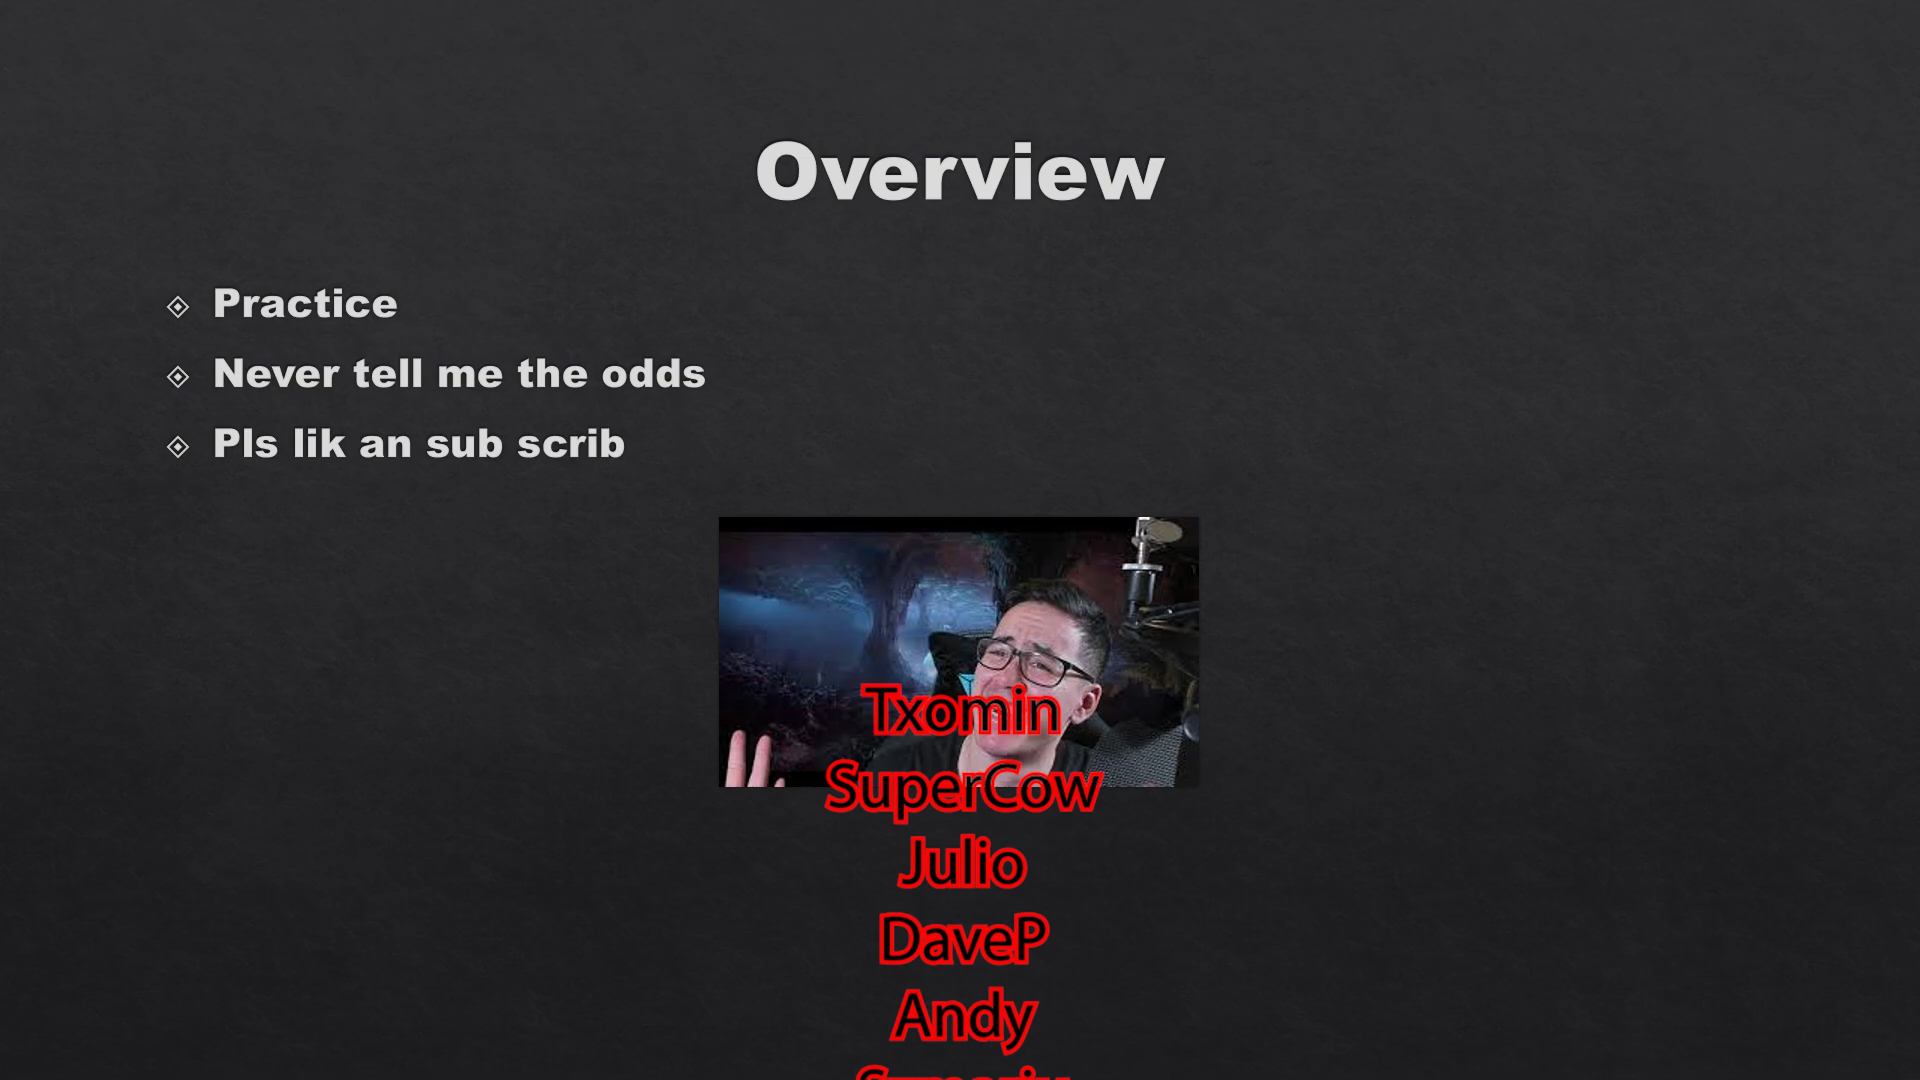 Overview
Practice
Never tell me the odds
Pls lik an sub scrib
Txomin
SuperCow
Julio
DaveP
Andy